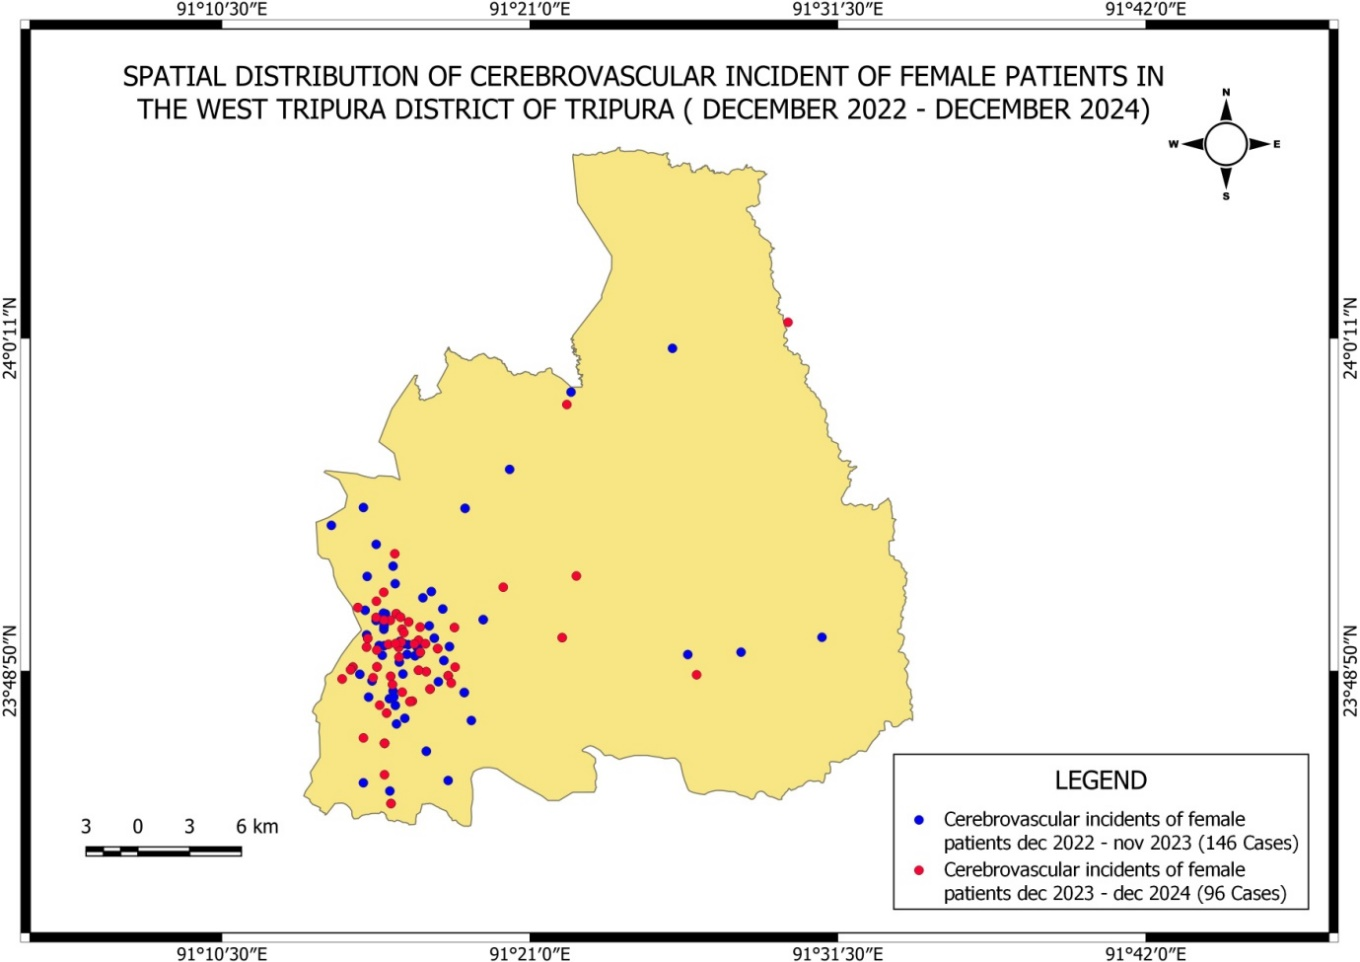 91°10′30″E 91°21′0″E 91°31′30″E 91°42′0″E
SPATIAL DISTRIBUTION OF CEREBROVASCULAR INCIDENT OF FEMALE PATIENTS IN
THE WEST TRIPURA DISTRICT OF TRIPURA ( DECEMBER 2022 - DECEMBER 2024)
N
W E
S
24°0′11″N 24°0′11″N
23°48′50″N 23°48′50″N
3 0 3 6 km
LEGEND
Cerebrovascular incidents of female
patients dec 2022 - nov 2023 (146 Cases)
Cerebrovascular incidents of female
patients dec 2023 - dec 2024 (96 Cases)
91°10′30″E 91°21′0″E 91°31′30″E 91°42′0″E